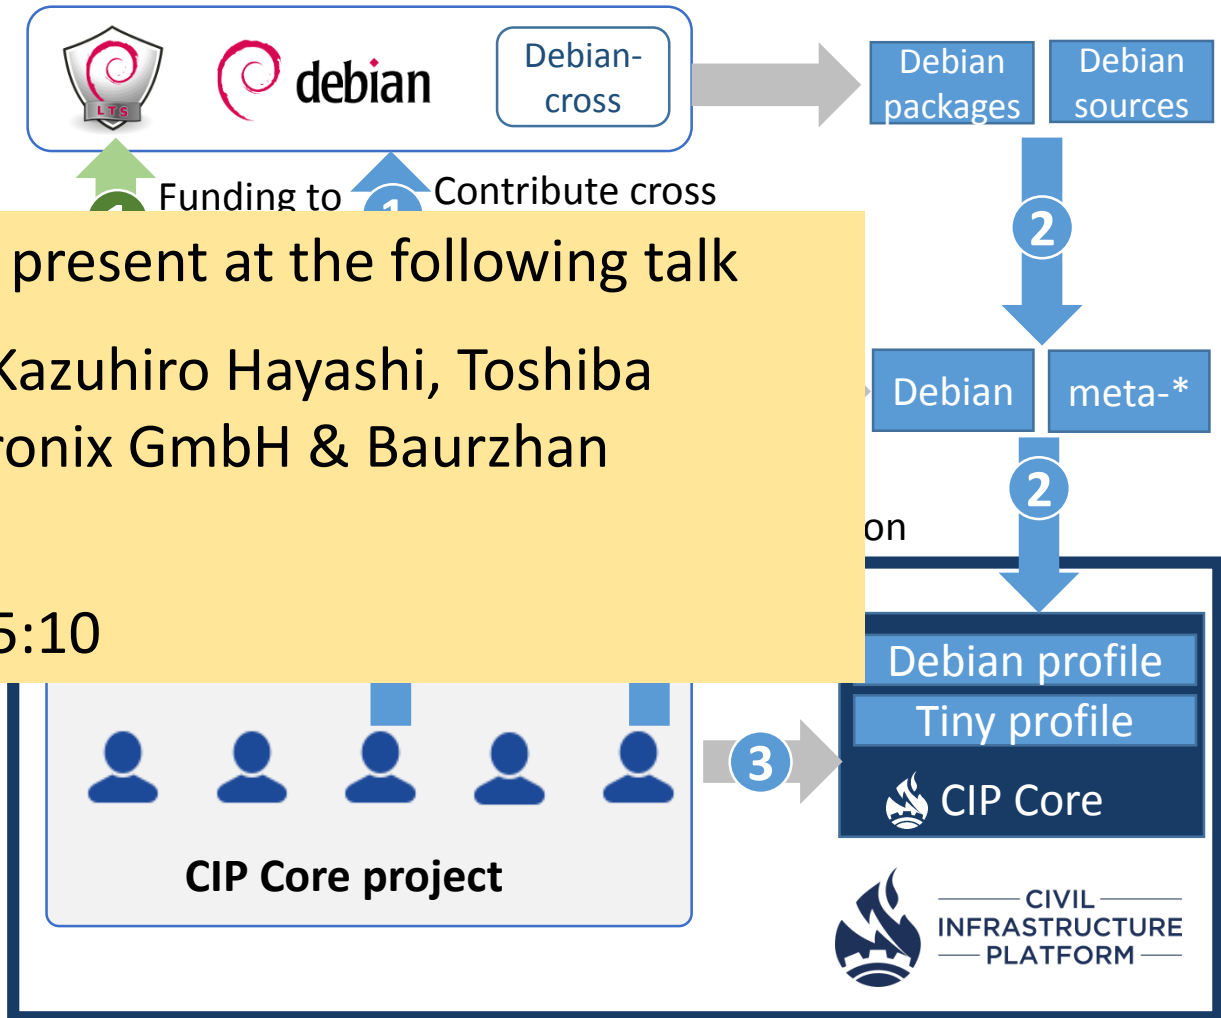 LTS
debian
Debian-
cross
Debian
packages
Debian
sources
Funding to
1
Contribute cross
2
present at the following talk
Kazuhiro Hayashi, Toshiba
ronix GmbH & Baurzhan
5:10
Debian
meta-*
2
on
Debian profile
Tiny profile
CIP Core
3
CIP Core project
CIVIL
INFRASTRUCTURE
PLATFORM